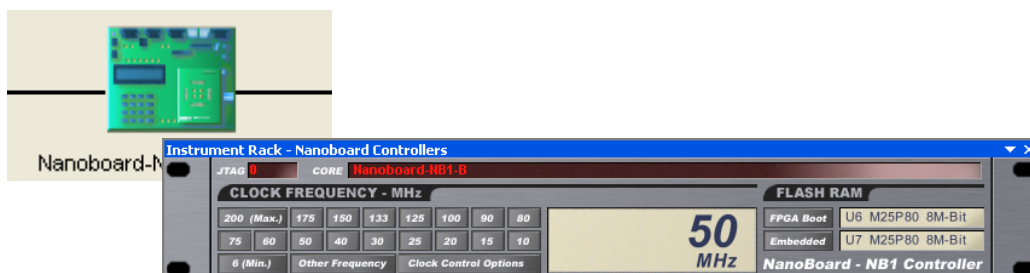 Nanoboard-N
Instrument Rack - Nanoboard Controllers
JTAG 0 CORE Nanoboard-NB1-B
CLOCK FREQUENCY - MHz FLASH RAM
200 (Max.) 175 150 133 125 100 90 80 50 FPGA Boot U6 M25P80 8M-Bit
75 60 50 40 30 25 20 15 10 Embedded U7 M25P80 8M-Bit
6 (Min.) Other Frequency Clock Control Options MHz NanoBoard - NB1 Controller